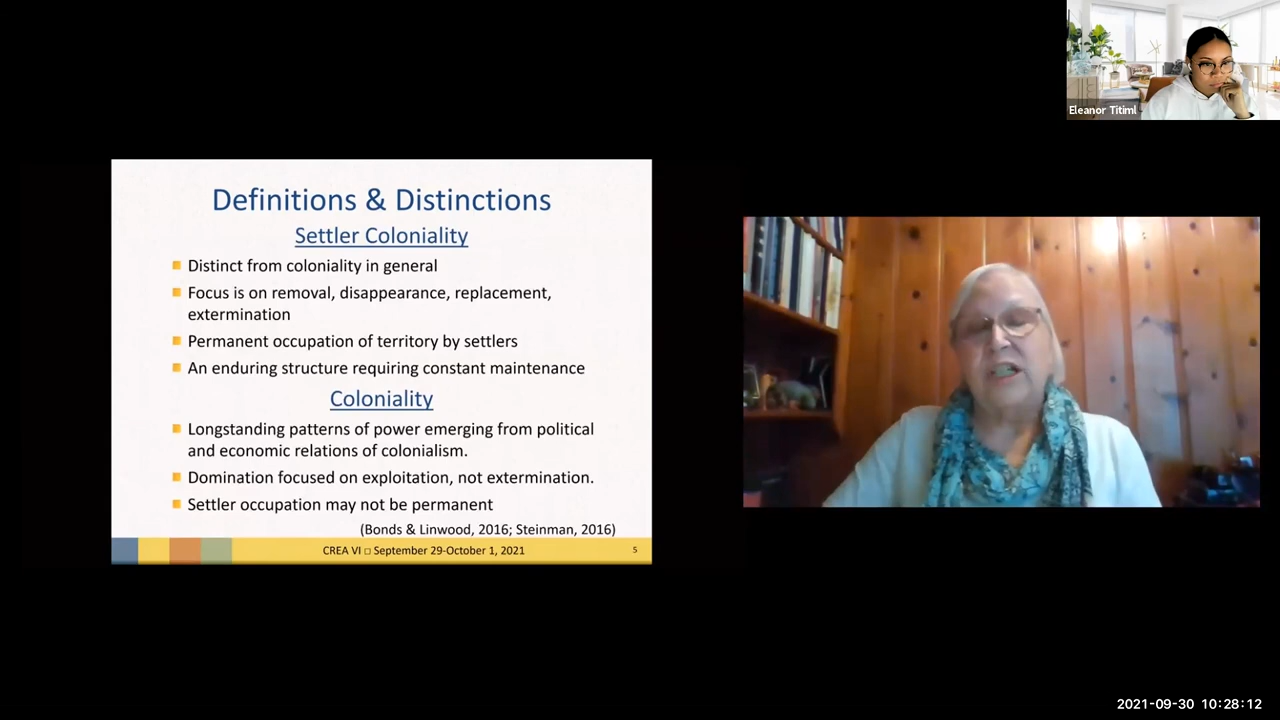 Eleanor Titiml
Definitions & Distinctions
Settler Coloniality
Distinct from coloniality in general
Focus is on removal, disappearance, replacement,
extermination
Permanent occupation of territory by settlers
An enduring structure requiring constant maintenance
Coloniality
Longstanding patterns of power emerging from political
and economic relations of colonialism.
Domination focused on exploitation, not extermination.
Settler occupation may not be permanent
(Bonds & Linwood, 2016; Steinman, 2016)
CREA VI □ September 29-October 1, 2021 5
2021-09-30 10:28:12